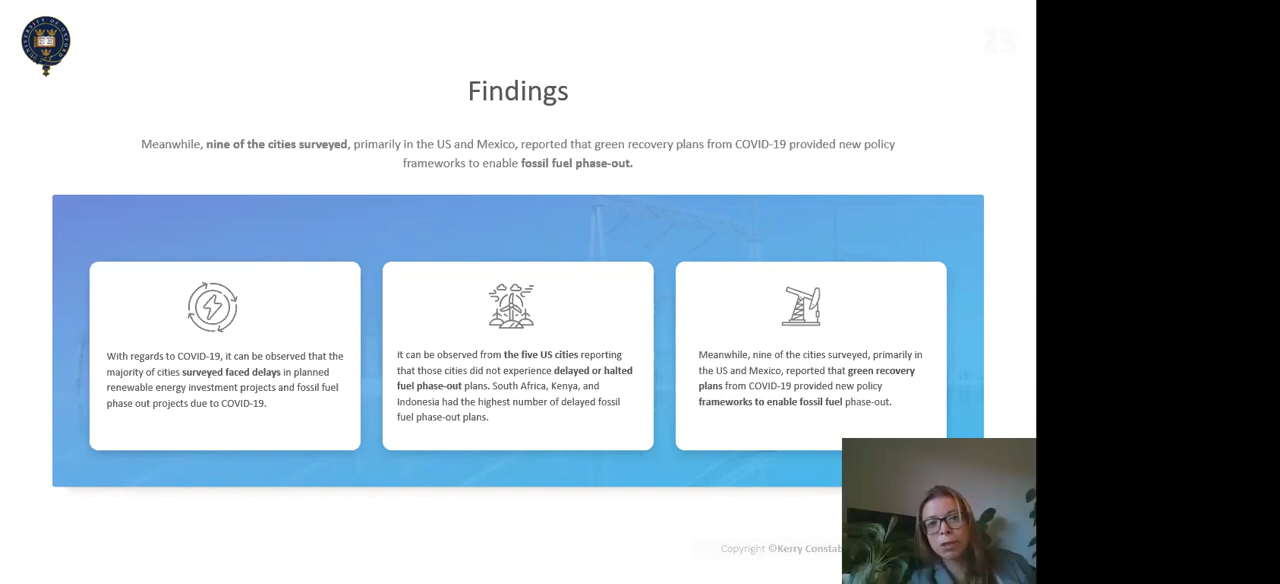 23
Findings
Meanwhile, nine of the cities surveyed, primarily in the US and Mexico, reported that green recovery plans from COVID-19 provided new policy
frameworks to enable fossil fuel phase-out.
With regards to COVID-19, it can be observed that the
majority of cities surveyed faced delays in planned
renewable energy investment projects and fossil fuel
phase out projects due to COVID-19.
It can be observed from the five US cities reporting
that those cities did not experience delayed or halted
fuel phase-out plans. South Africa, Kenya, and
Indonesia had the highest number of delayed fossil
fuel phase-out plans.
Meanwhile, nine of the cities surveyed, primarily in
the US and Mexico, reported that green recovery
plans from COVID-19 provided new policy
frameworks to enable fossil fuel phase-out.
Copyright ©Kerry Constab